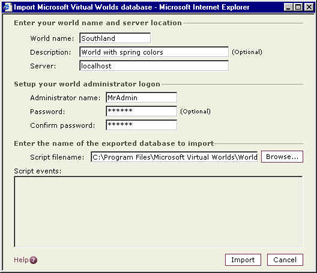 Import Microsoft Virtual Worlds database - Microsoft Internet Explorer
Enter your world name and server location
World name: Southland
Description: World with spring colors (Optional)
Server: localhost
Setup your world administrator logon
Administrator name: MrAdmin
Password: ****** (Optional)
Confirm password: ******
Enter the name of the exported database to import
Script filename: C:\Program Files\Microsoft Virtual Worlds\World Browse...
Script events:
Help ? Import Cancel